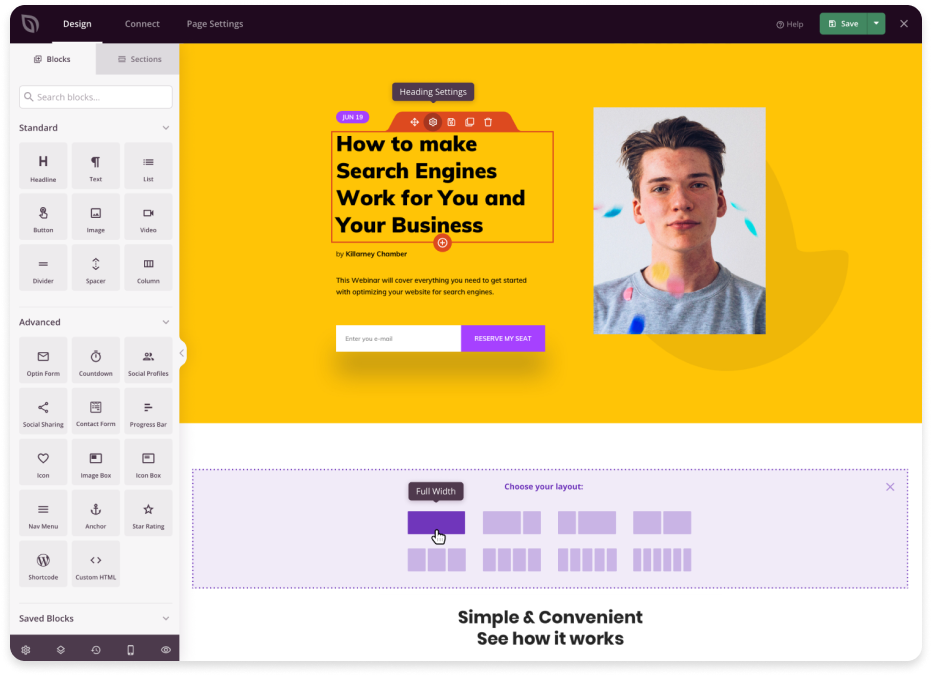 Design
Connect
Page Settings
Help
Save
Blocks
Sections
Search blocks...
Standard
Headline
Text
List
Button
Image
Video
Divider
Spacer
Column
Advanced
Optin Form
Countdown
Social Profiles
Social Sharing
Contact Form
Progress Bar
Icon
Image Box
Icon Box
Nav Menu
Anchor
Star Rating
Shortcode
Custom HTML
Saved Blocks
Heading Settings
JUN 19
How to make
Search Engines
Work for You and
Your Business
by Killarney Chamber
This Webinar will cover everything you need to get started
with optimizing your website for search engines.
Enter you e-mail
RESERVE MY SEAT
Choose your layout:
Full Width
Simple & Convenient
See how it works